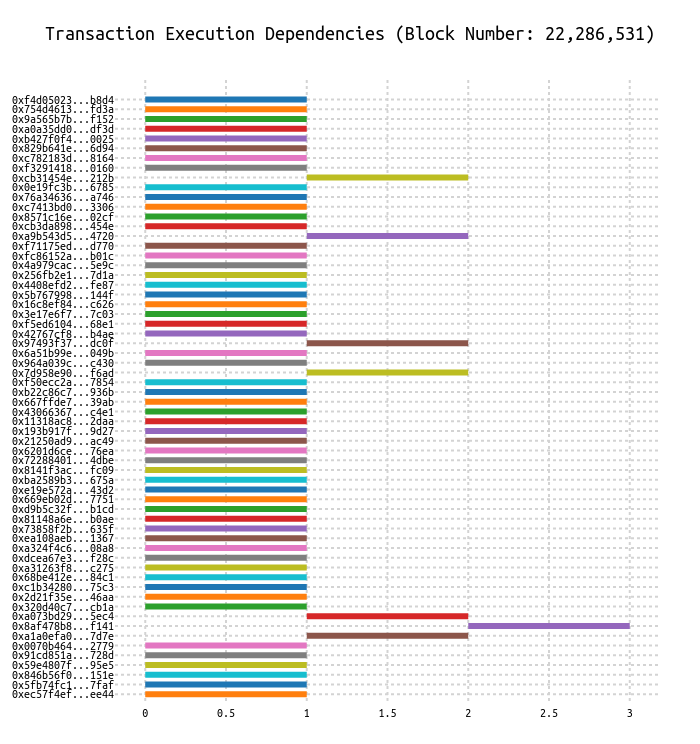 Transaction Execution Dependencies (Block Number: 22,286,531)
0xf4d05023...b8d4
0x754d4613...fd3a
0x9a565b7b...f152
0xa0a35dd0...df3d
0xb427f0f4...0025
0x829b641e...6d94
0xc782183d...8164
0xf3291418...0160
0xcb31454e...212b
0x0e19fc3b...6785
0x76a34636...a746
0xc7413bd0...3306
0x8571c16e...02cf
0xcb3da898...454e
0xa9b543d5...4720
0xf71175ed...d770
0xfc86152a...b01c
0x4a979cac...5e9c
0x256fb2e1...7d1a
0x4408efd2...fe87
0x5b767998...144f
0x16c8ef84...c626
0x3e17e6f7...7c03
0xf5ed6104...68e1
0x42767cf8...b4ae
0x97493f37...dc0f
0x6a51b99e...049b
0x964a039c...c430
0x7d958e90...f6ad
0xf50ecc2a...7854
0xb22c86c7...936b
0x667ffde7...39ab
0x43066367...c4e1
0x11318ac8...2daa
0x193b917f...9d27
0x21250ad9...ac49
0x6201d6ce...76ea
0x72288401...4dbe
0x8141f3ac...fc09
0xba2589b3...675a
0xe19e572a...43d2
0x669eb02d...7751
0xd9b5c32f...b1cd
0x81148a6e...b0ae
0x73858f2b...635f
0xea108aeb...1367
0xa324f4c6...08a8
0xdcea67e3...f28c
0xa31263f8...c275
0x68be412e...84c1
0xc1b34280...75c3
0x2d21f35e...46aa
0x320d40c7...cb1a
0xa073bd29...5ec4
0x8af478b8...f141
0xa1a0efa0...7d7e
0x0070b464...2779
0x91cd851a...728d
0x59e4807f...95e5
0x846b56f0...151e
0x5fb74fc1...7faf
0xec57f4ef...ee44
0 0.5 1 1.5 2 2.5 3